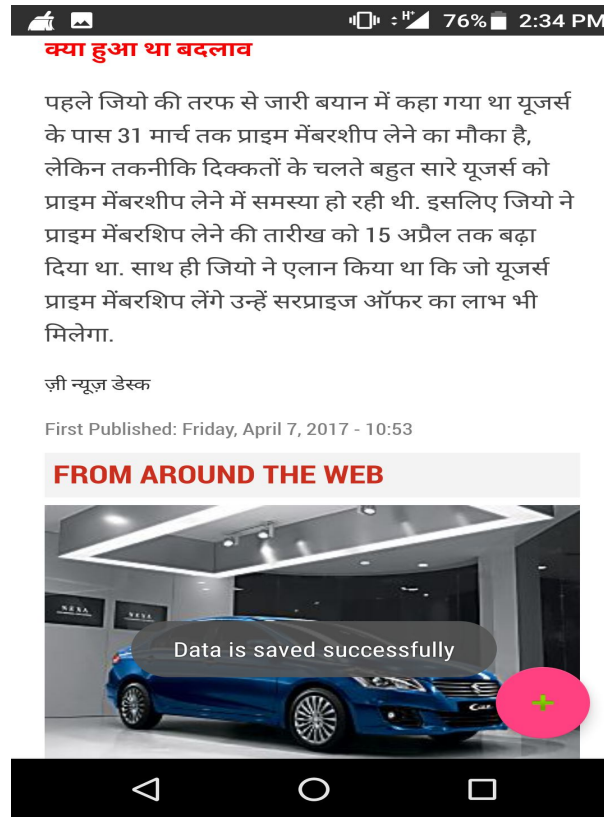 H+ 76% 2:34 PM
क्या हुआ था बदलाव
पहले जियो की तरफ से जारी बयान में कहा गया था यूजर्स
के पास 31 मार्च तक प्राइम मेंबरशीप लेने का मौका है,
लेकिन तकनीकि दिक्कतों के चलते बहुत सारे यूजर्स को
प्राइम मेंबरशीप लेने में समस्या हो रही थी. इसलिए जियो ने
प्राइम मेंबरशिप लेने की तारीख को 15 अप्रैल तक बढ़ा
दिया था. साथ ही जियो ने एलान किया था कि जो यूजर्स
प्राइम मेंबरशिप लेंगे उन्हें सरप्राइज ऑफर का लाभ भी
मिलेगा.
ज़ी न्यूज़ डेस्क
First Published: Friday, April 7, 2017 - 10:53
FROM AROUND THE WEB
NEXA
NEXA
Data is saved successfully
+